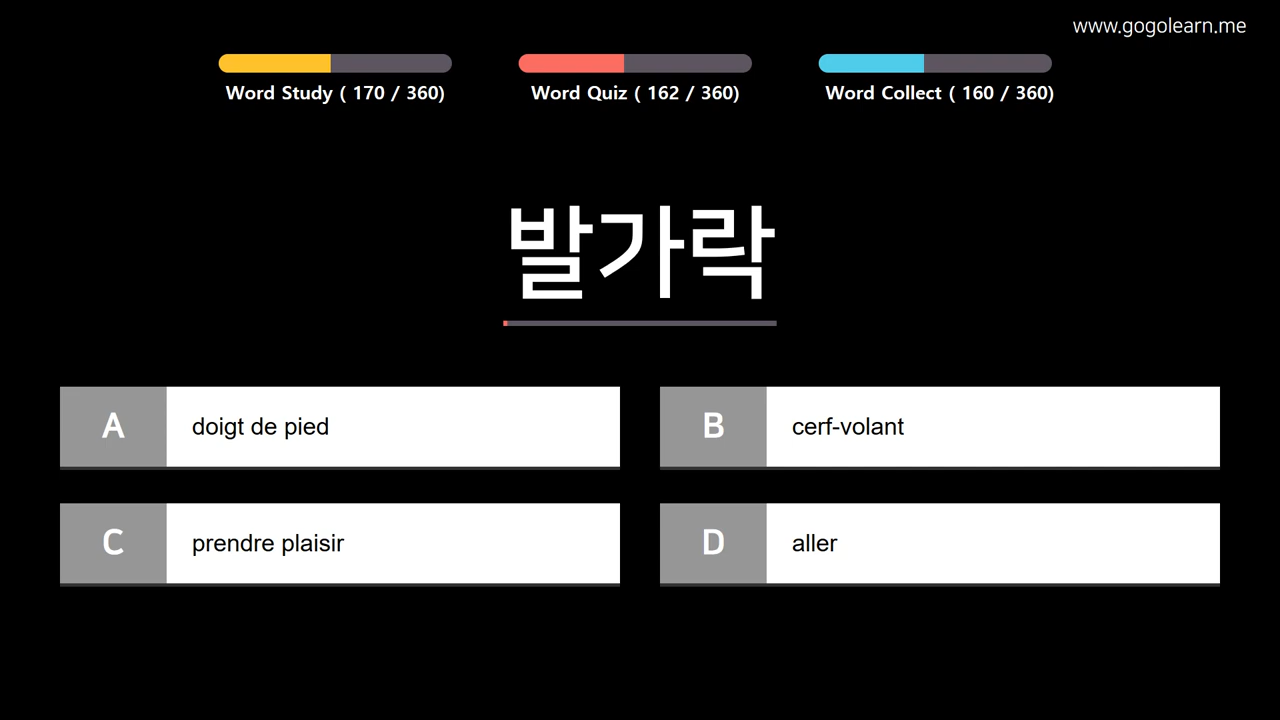 www.gogolearn.me
Word Study ( 170 / 360)
Word Quiz ( 162 / 360)
Word Collect ( 160 / 360)
발가락
A
doigt de pied
B
cerf-volant
C
prendre plaisir
D
aller